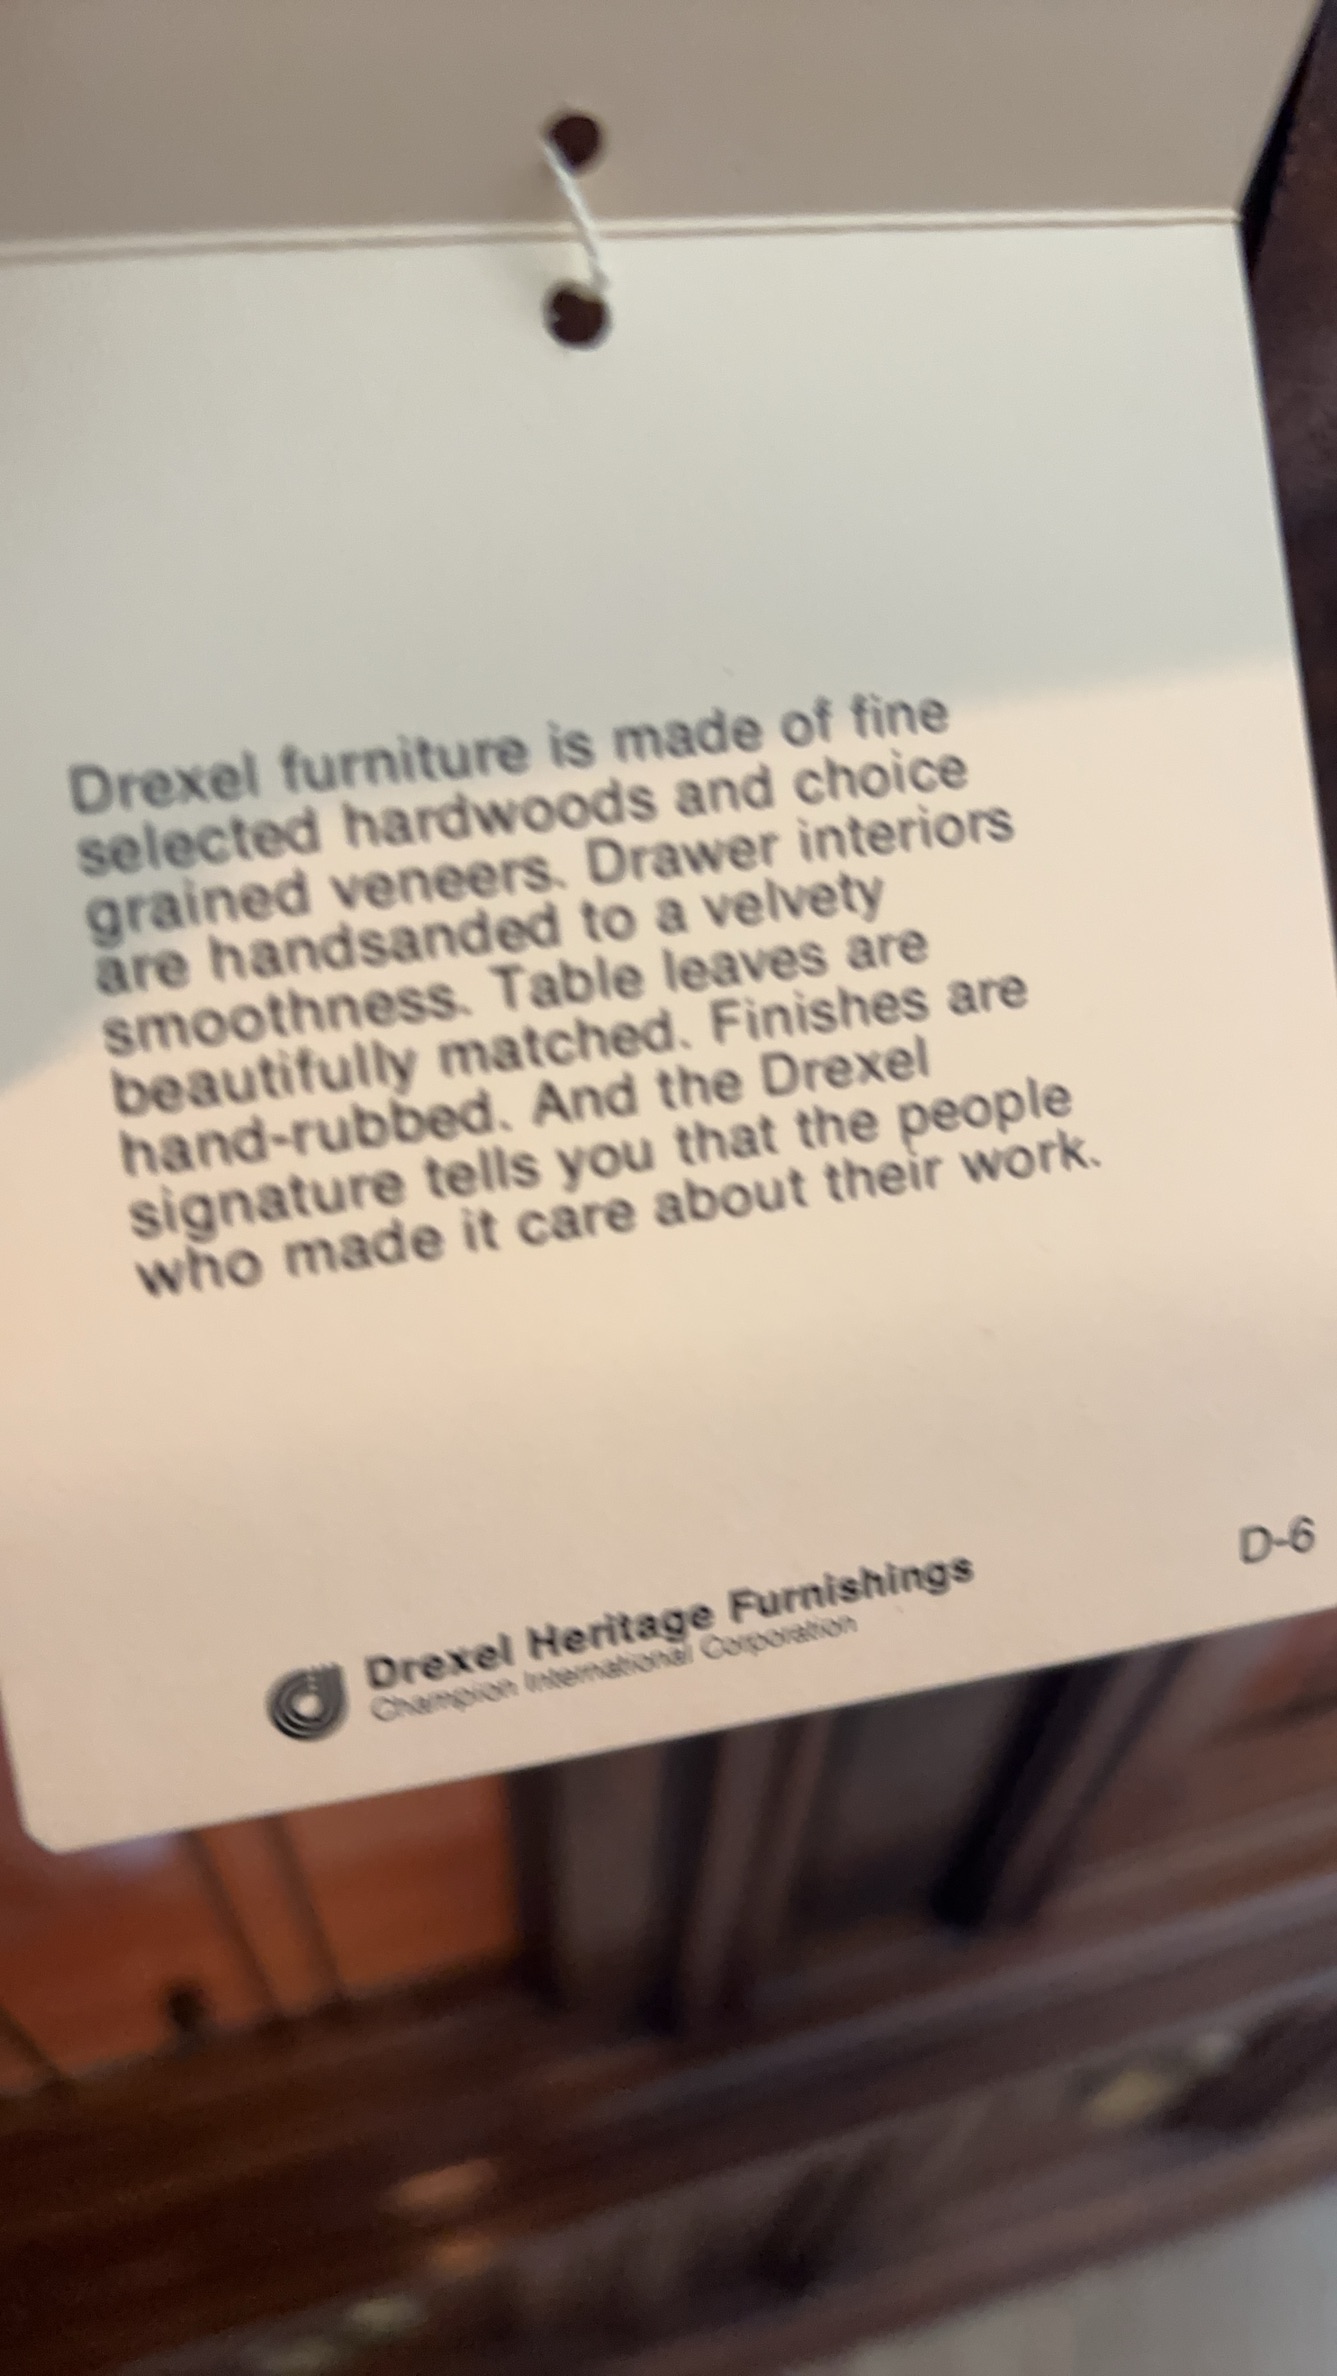 Drexel furniture is made of fine
selected hardwoods and choice
grained veneers. Drawer interiors
are handsanded to a velvety
smoothness. Table leaves are
beautifully matched. Finishes are
hand-rubbed. And the Drexel
signature tells you that the people
who made it care about their work.
D-6
Drexel Heritage Furnishings
Champion International Corporation